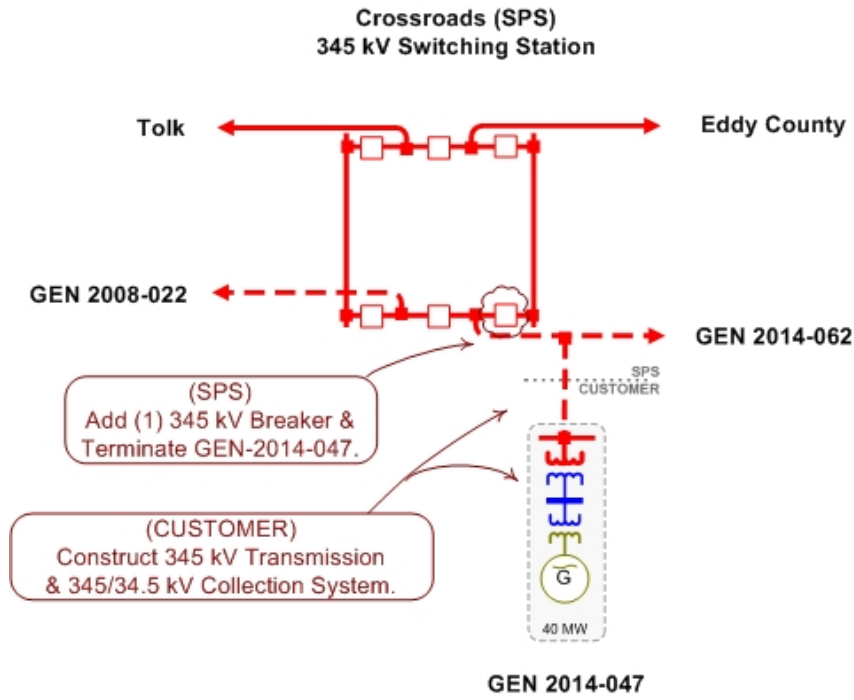 Crossroads (SPS)
345 kV Switching Station
Tolk
Eddy County
GEN 2008-022
GEN 2014-062
SPS
CUSTOMER
(SPS)
Add (1) 345 kV Breaker &
Terminate GEN-2014-047.
(CUSTOMER)
Construct 345 kV Transmission
& 345/34.5 kV Collection System.
G
40 MW
GEN 2014-047